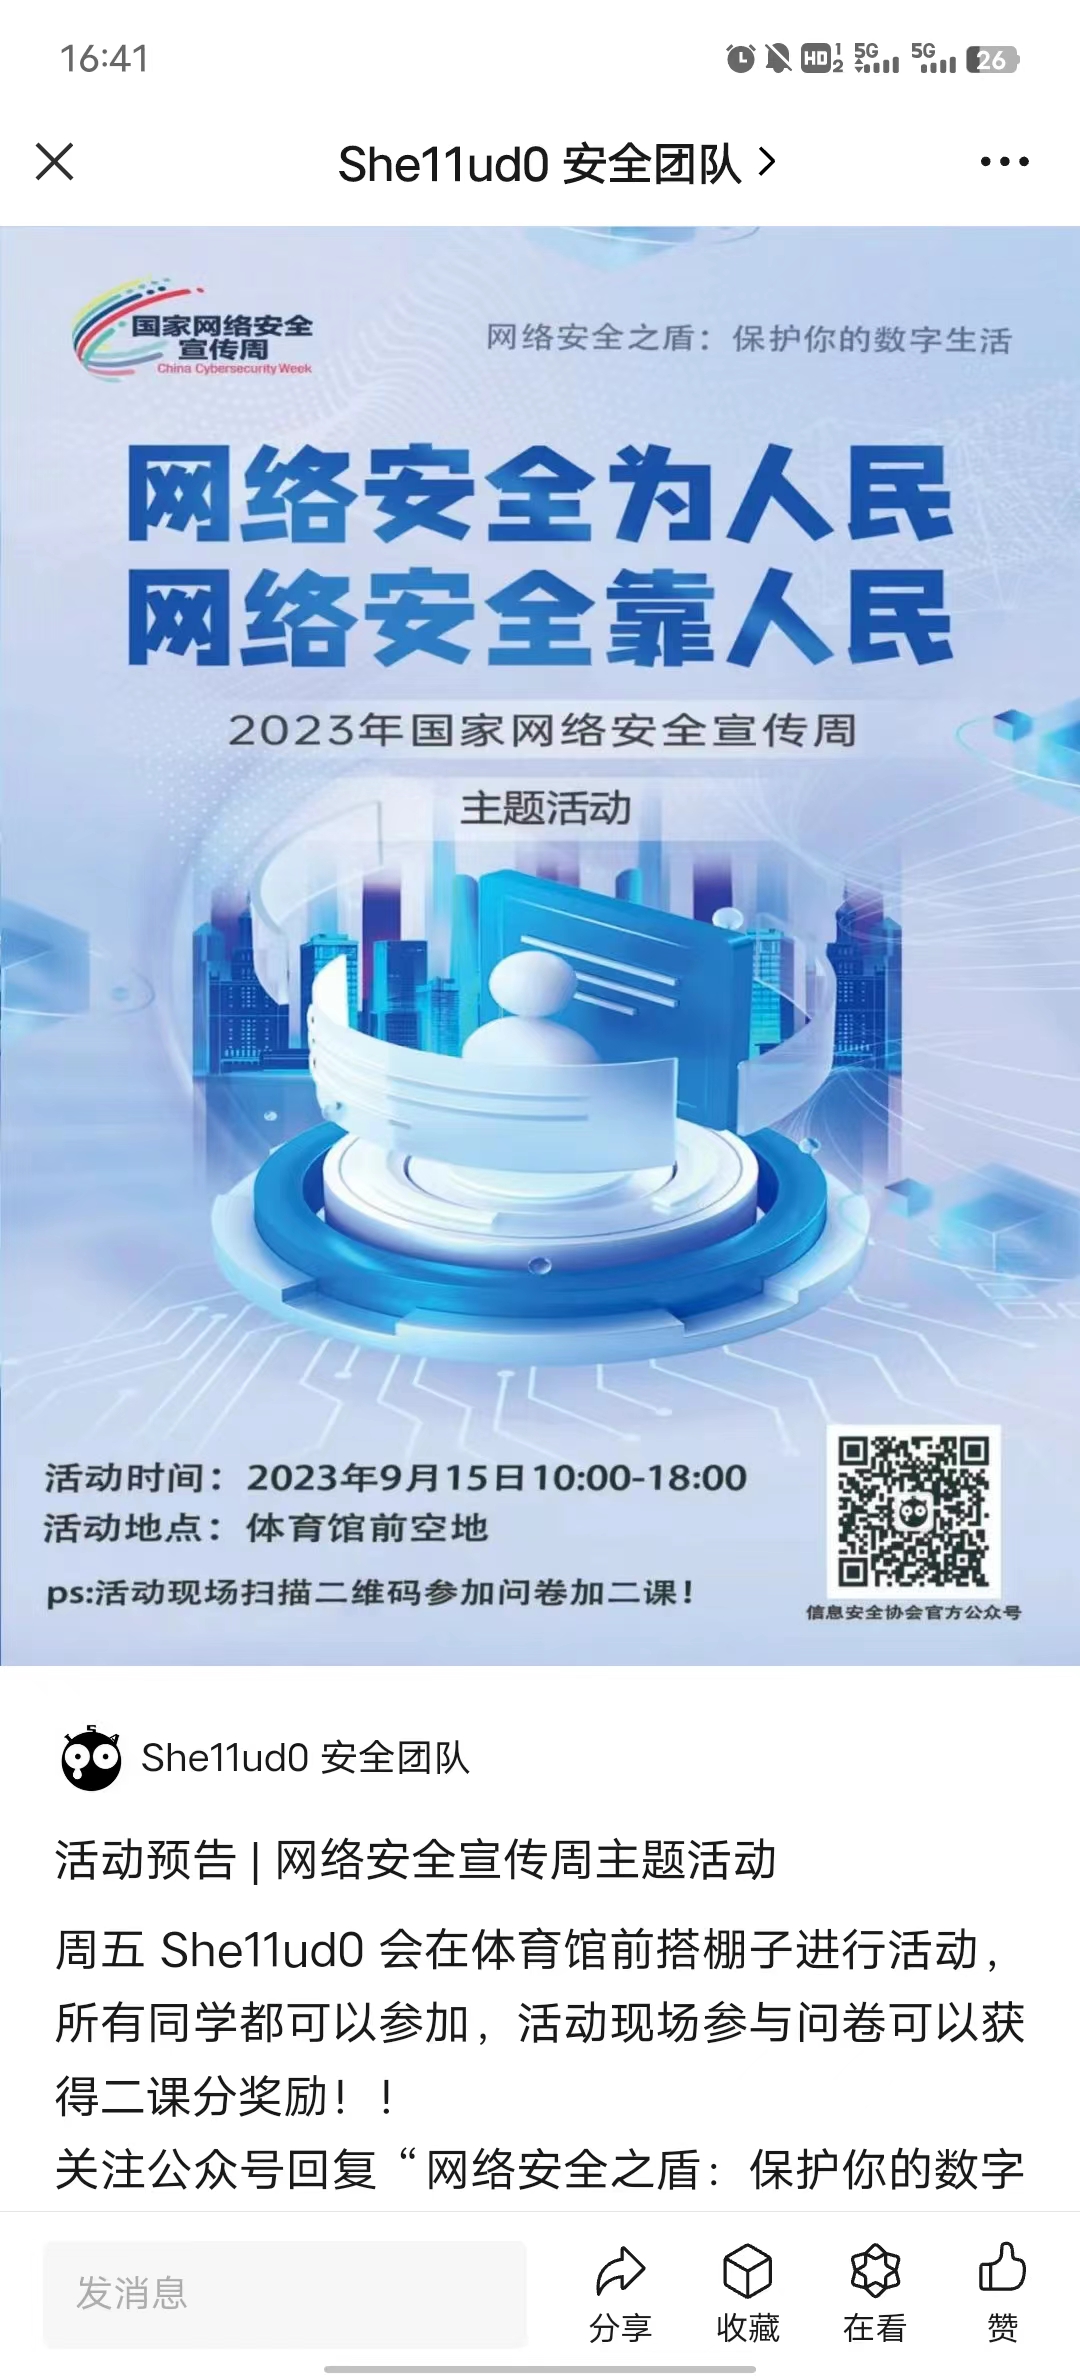 16:41
HD 1 2 5G 5G 26
She11ud0 安全团队
国家网络安全
宣传周
China Cybersecurity Week
网络安全之盾：保护你的数字生活
网络安全为人民
网络安全靠人民
2023年国家网络安全宣传周
主题活动
活动时间：2023年9月15日10:00-18:00
活动地点：体育馆前空地
ps:活动现场扫描二维码参加问卷加二课！
信息安全协会官方公众号
She11ud0 安全团队
活动预告 | 网络安全宣传周主题活动
周五 She11ud0 会在体育馆前搭棚子进行活动，
所有同学都可以参加，活动现场参与问卷可以获
得二课分奖励！！
关注公众号回复“网络安全之盾：保护你的数字
发消息
分享
收藏
在看
赞